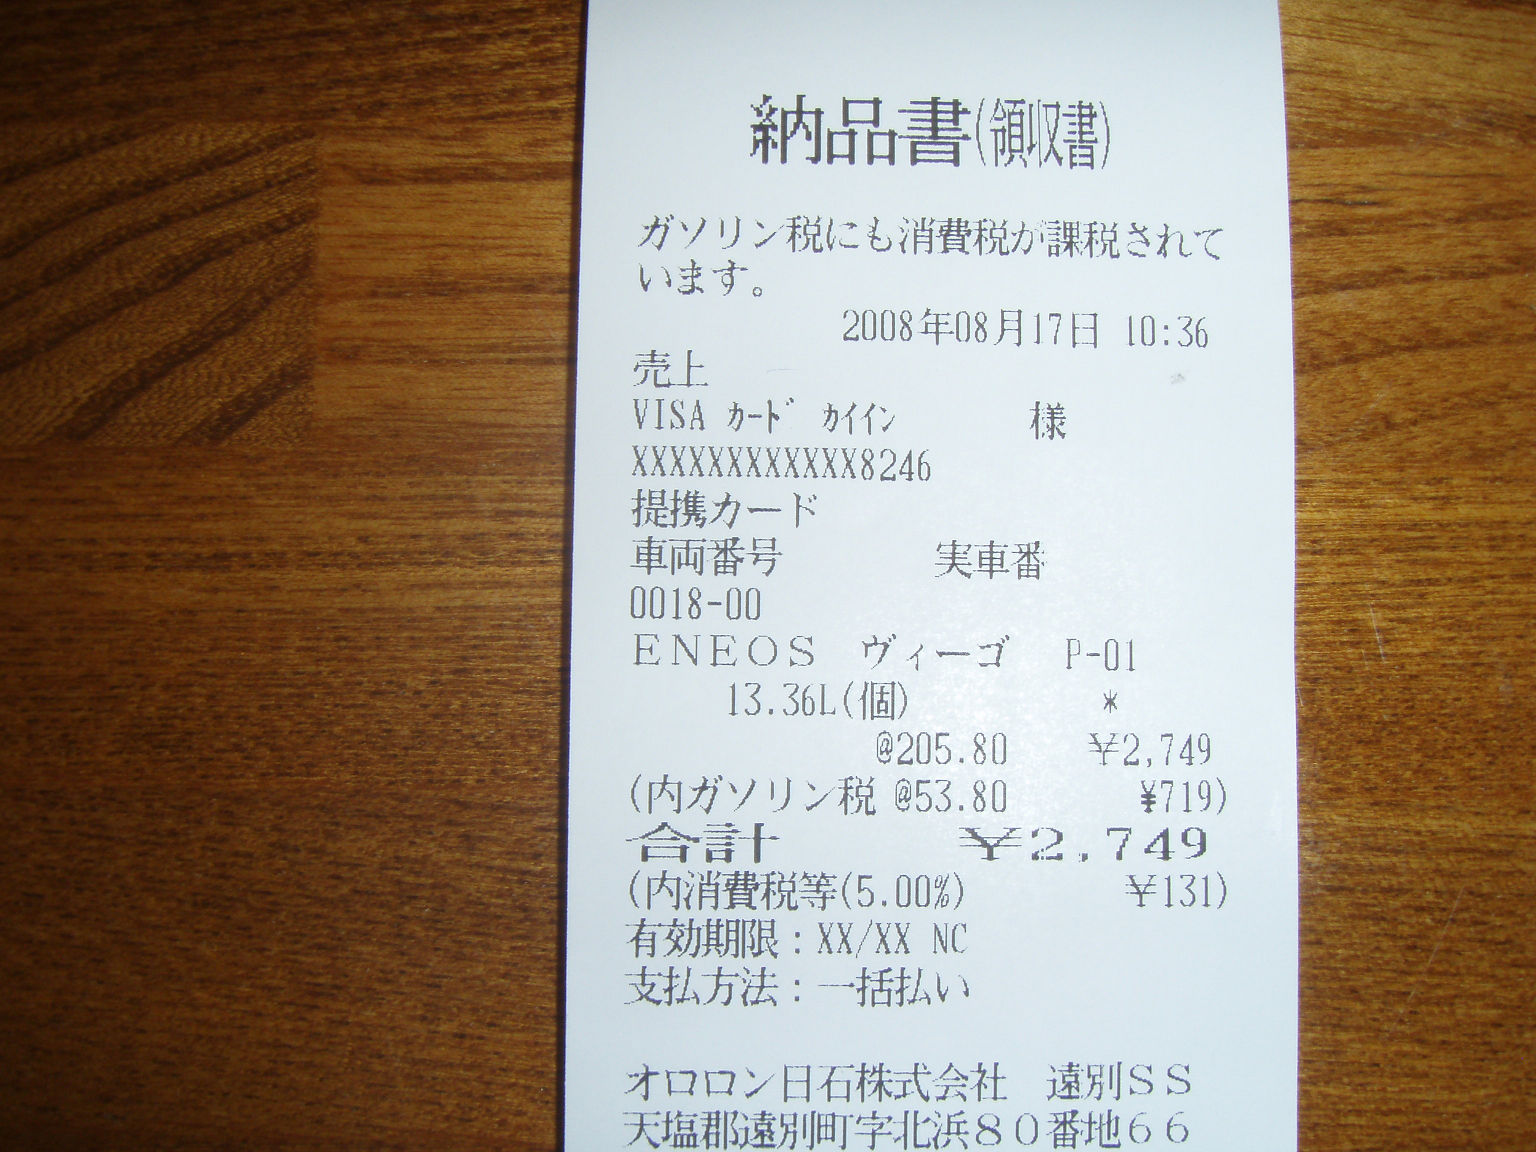 納品書(領収書)
ガソリン税にも消費税が課税されて
います。
2008年08月17日 10:36
売上
VISA ｶｰﾄﾞ ｶｲｲﾝ 様
XXXXXXXXXXXX8246
提携カード
車両番号 実車番
0018-00
ＥＮＥＯＳ ヴィーゴ P-01
13.36L(個) *
@205.80 ￥2,749
(内ガソリン税 @53.80 ¥719)
合計 ￥2,749
(内消費税等(5.00%) ￥131)
有効期限：XX/XX NC
支払方法：一括払い
オロロン日石株式会社 遠別ＳＳ
天塩郡遠別町字北浜８０番地６６